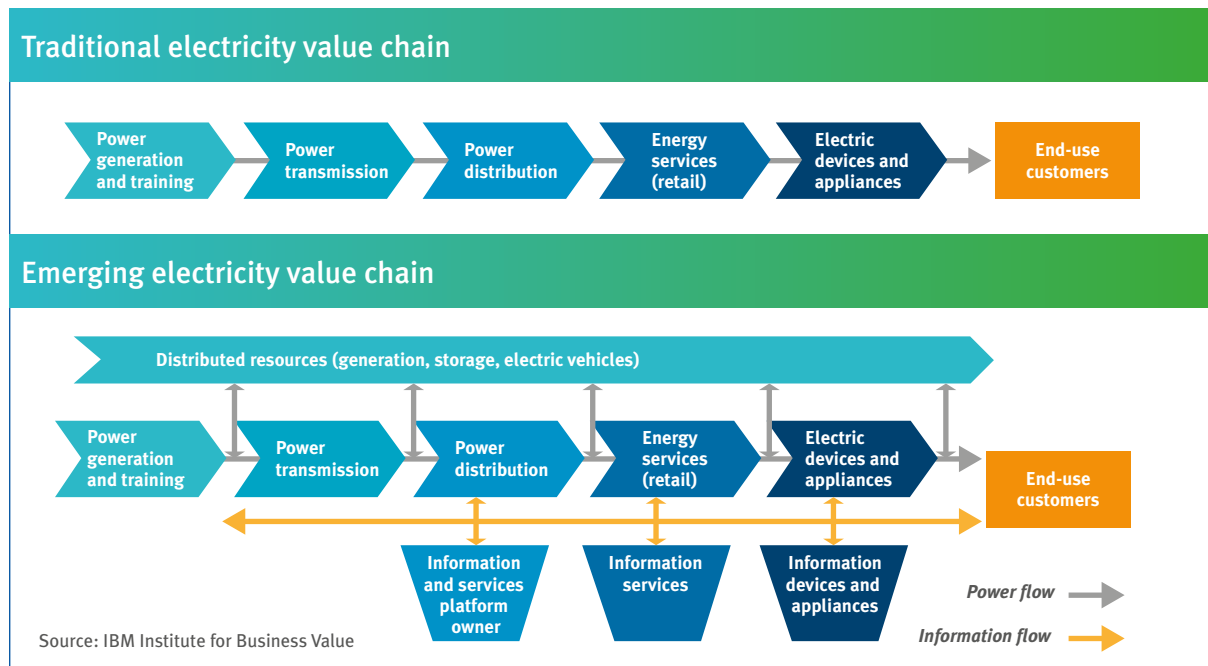 Traditional electricity value chain
Power
generation
and training
Power
transmission
Power
distribution
Energy
services
(retail)
Electric
devices and
appliances
End-use
customers
Emerging electricity value chain
Distributed resources (generation, storage, electric vehicles)
Power
generation
and training
Power
transmission
Power
distribution
Energy
services
(retail)
Electric
devices and
appliances
End-use
customers
Information
and services
platform
owner
Information
services
Information
devices and
appliances
Power flow
Information flow
Source: IBM Institute for Business Value